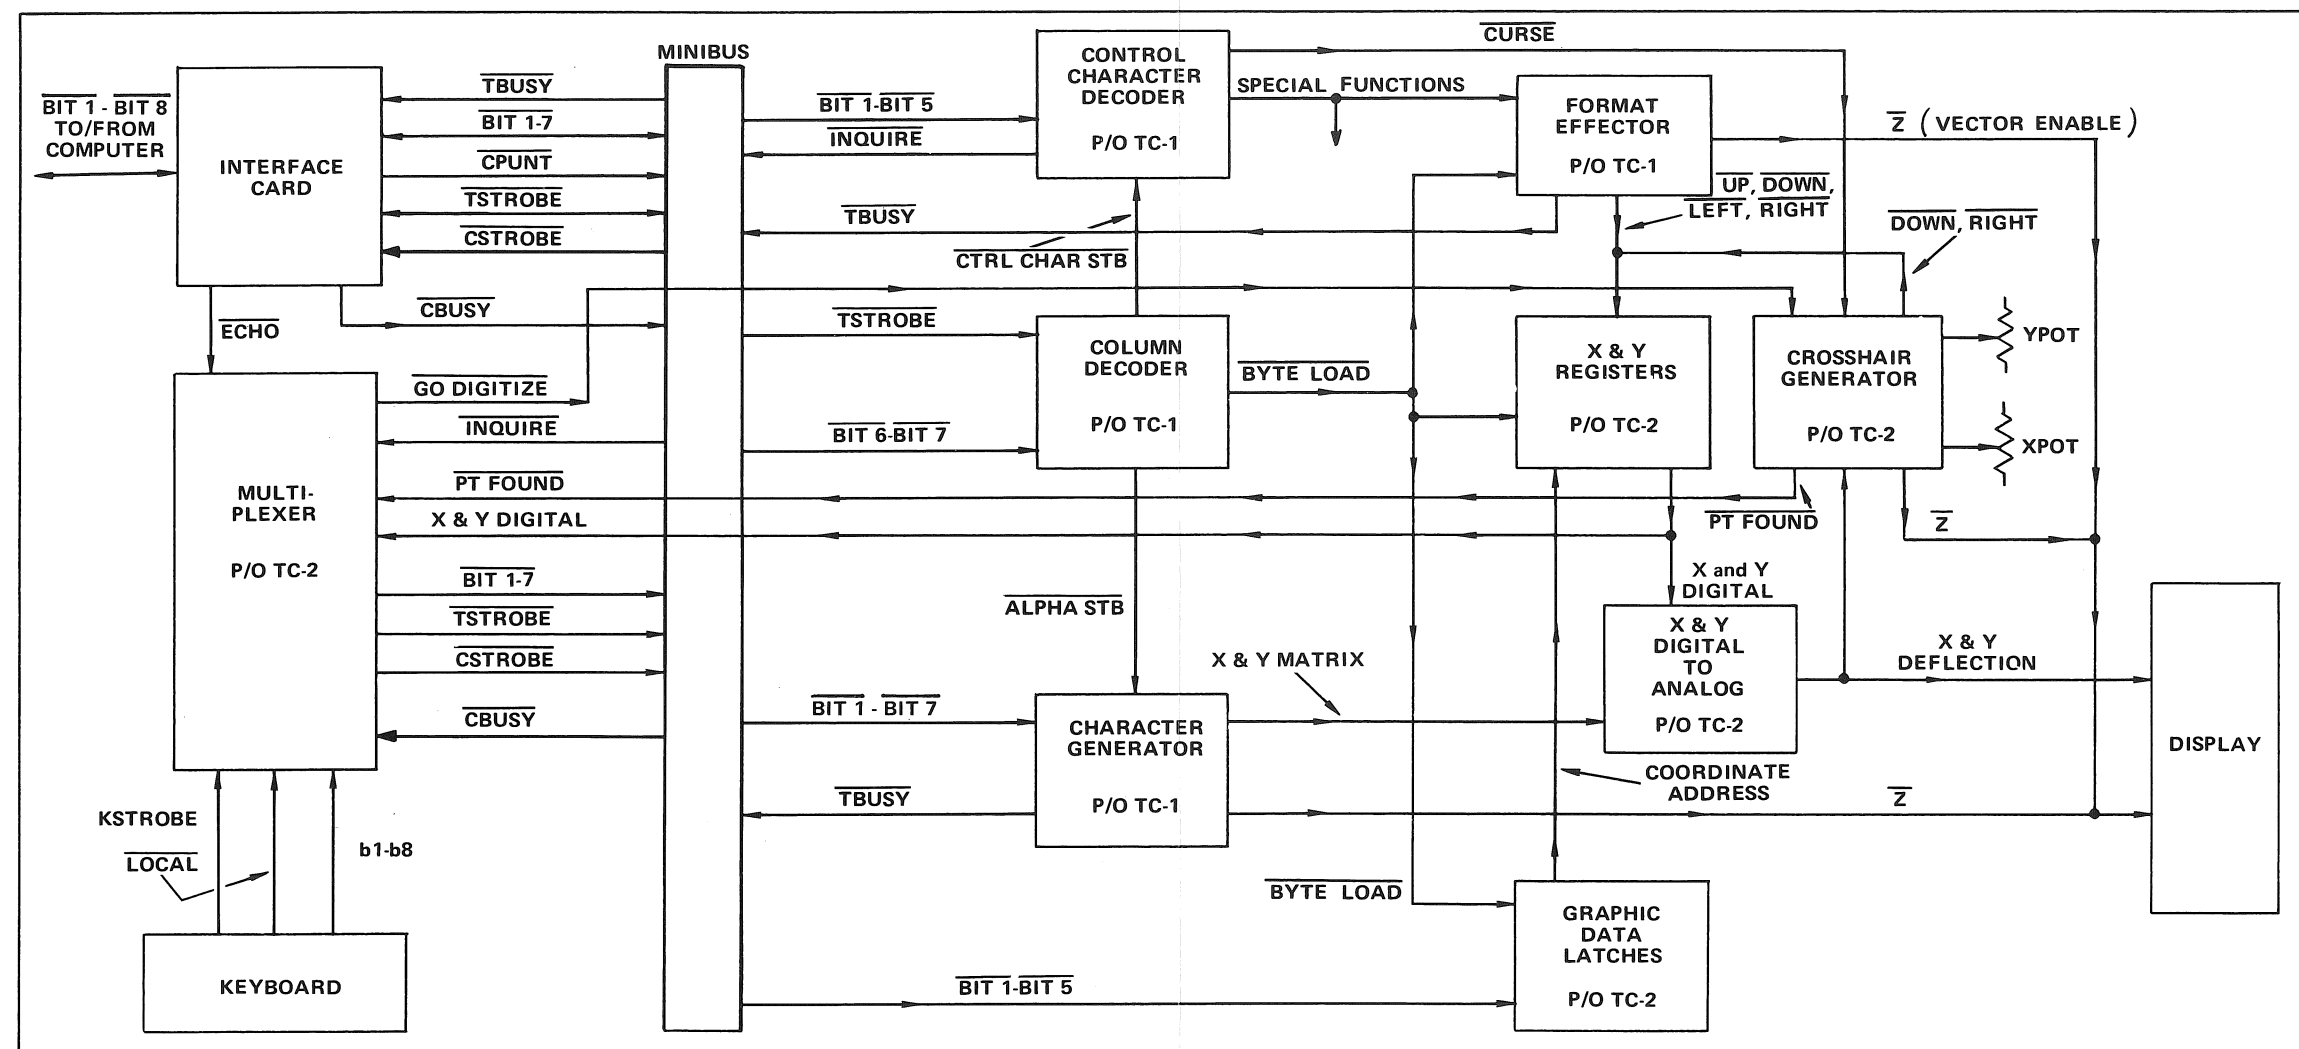 MINIBUS
BIT 1 - BIT 8
TO/FROM
COMPUTER
INTERFACE
CARD
TBUSY
BIT 1-7
CPUNT
TSTROBE
CSTROBE
ECHO
CBUSY
GO DIGITIZE
INQUIRE
PT FOUND
X & Y DIGITAL
MULTI-
PLEXER
P/O TC-2
BIT 1-7
TSTROBE
CSTROBE
CBUSY
KSTROBE
LOCAL
b1-b8
KEYBOARD
BIT 1-BIT 5
INQUIRE
CONTROL
CHARACTER
DECODER
P/O TC-1
TBUSY
CTRL CHAR STB
TSTROBE
BIT 6-BIT 7
COLUMN
DECODER
P/O TC-1
BYTE LOAD
ALPHA STB
BIT 1 - BIT 7
TBUSY
CHARACTER
GENERATOR
P/O TC-1
X & Y MATRIX
BYTE LOAD
BIT 1-BIT 5
CURSE
SPECIAL FUNCTIONS
FORMAT
EFFECTOR
P/O TC-1
Z (VECTOR ENABLE)
UP, DOWN,
LEFT, RIGHT
DOWN, RIGHT
X & Y
REGISTERS
P/O TC-2
CROSSHAIR
GENERATOR
P/O TC-2
YPOT
XPOT
PT FOUND
Z
X and Y
DIGITAL
X & Y
DIGITAL
TO
ANALOG
P/O TC-2
X & Y
DEFLECTION
COORDINATE
ADDRESS
Z
GRAPHIC
DATA
LATCHES
P/O TC-2
DISPLAY